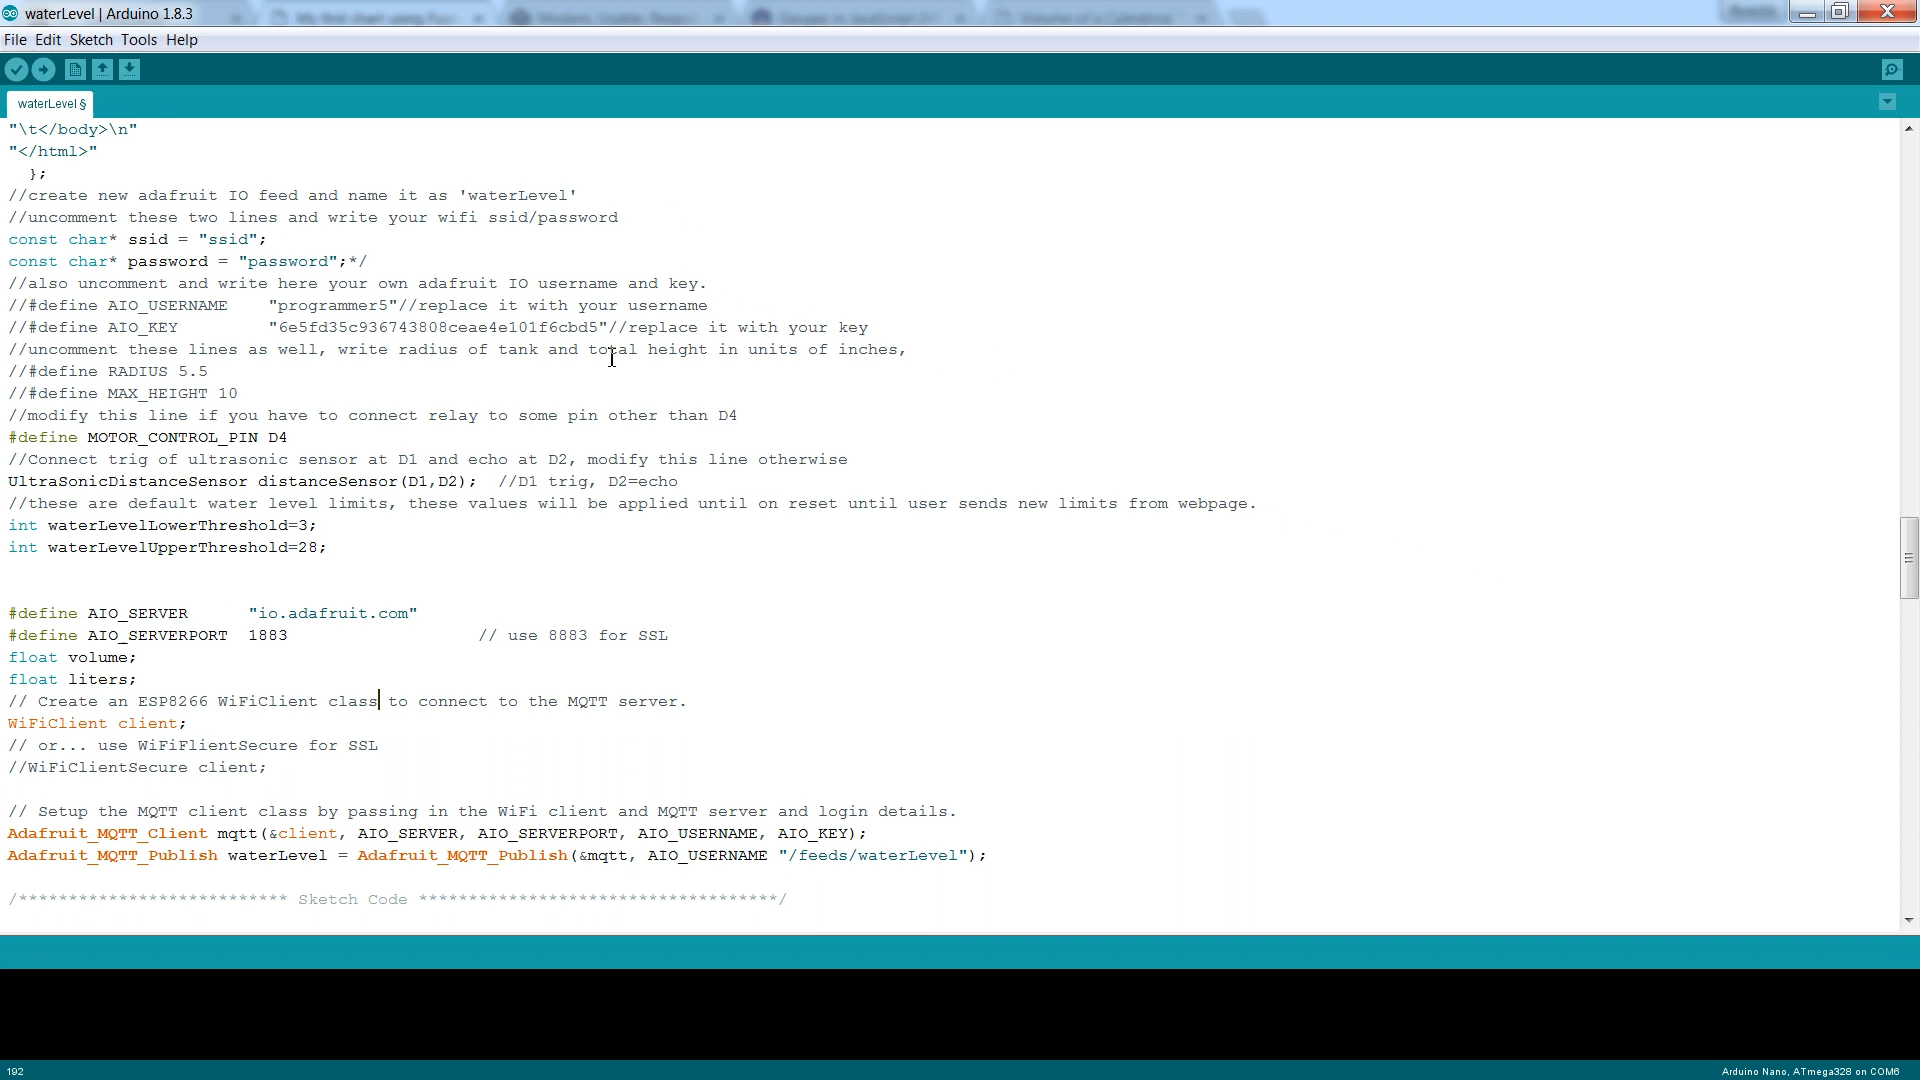 waterLevel | Arduino 1.8.3
File Edit Sketch Tools Help
waterLevel §
"\t</body>\n"
"</html>"
};
//create new adafruit IO feed and name it as 'waterLevel'
//uncomment these two lines and write your wifi ssid/password
const char* ssid = "ssid";
const char* password = "password";*/
//also uncomment and write here your own adafruit IO username and key.
//#define AIO_USERNAME    "programmer5"//replace it with your username
//#define AIO_KEY         "6e5fd35c936743808ceae4e101f6cbd5"//replace it with your key
//uncomment these lines as well, write radius of tank and total height in units of inches,
//#define RADIUS 5.5
//#define MAX_HEIGHT 10
//modify this line if you have to connect relay to some pin other than D4
#define MOTOR_CONTROL_PIN D4
//Connect trig of ultrasonic sensor at D1 and echo at D2, modify this line otherwise
UltraSonicDistanceSensor distanceSensor(D1,D2);  //D1 trig, D2=echo
//these are default water level limits, these values will be applied until on reset until user sends new limits from webpage.
int waterLevelLowerThreshold=3;
int waterLevelUpperThreshold=28;
#define AIO_SERVER      "io.adafruit.com"
#define AIO_SERVERPORT  1883                   // use 8883 for SSL
float volume;
float liters;
// Create an ESP8266 WiFiClient class to connect to the MQTT server.
WiFiClient client;
// or... use WiFiFlientSecure for SSL
//WiFiClientSecure client;
// Setup the MQTT client class by passing in the WiFi client and MQTT server and login details.
Adafruit_MQTT_Client mqtt(&client, AIO_SERVER, AIO_SERVERPORT, AIO_USERNAME, AIO_KEY);
Adafruit_MQTT_Publish waterLevel = Adafruit_MQTT_Publish(&mqtt, AIO_USERNAME "/feeds/waterLevel");
/*************************** Sketch Code ************************************/
192
Arduino Nano, ATmega328 on COM6